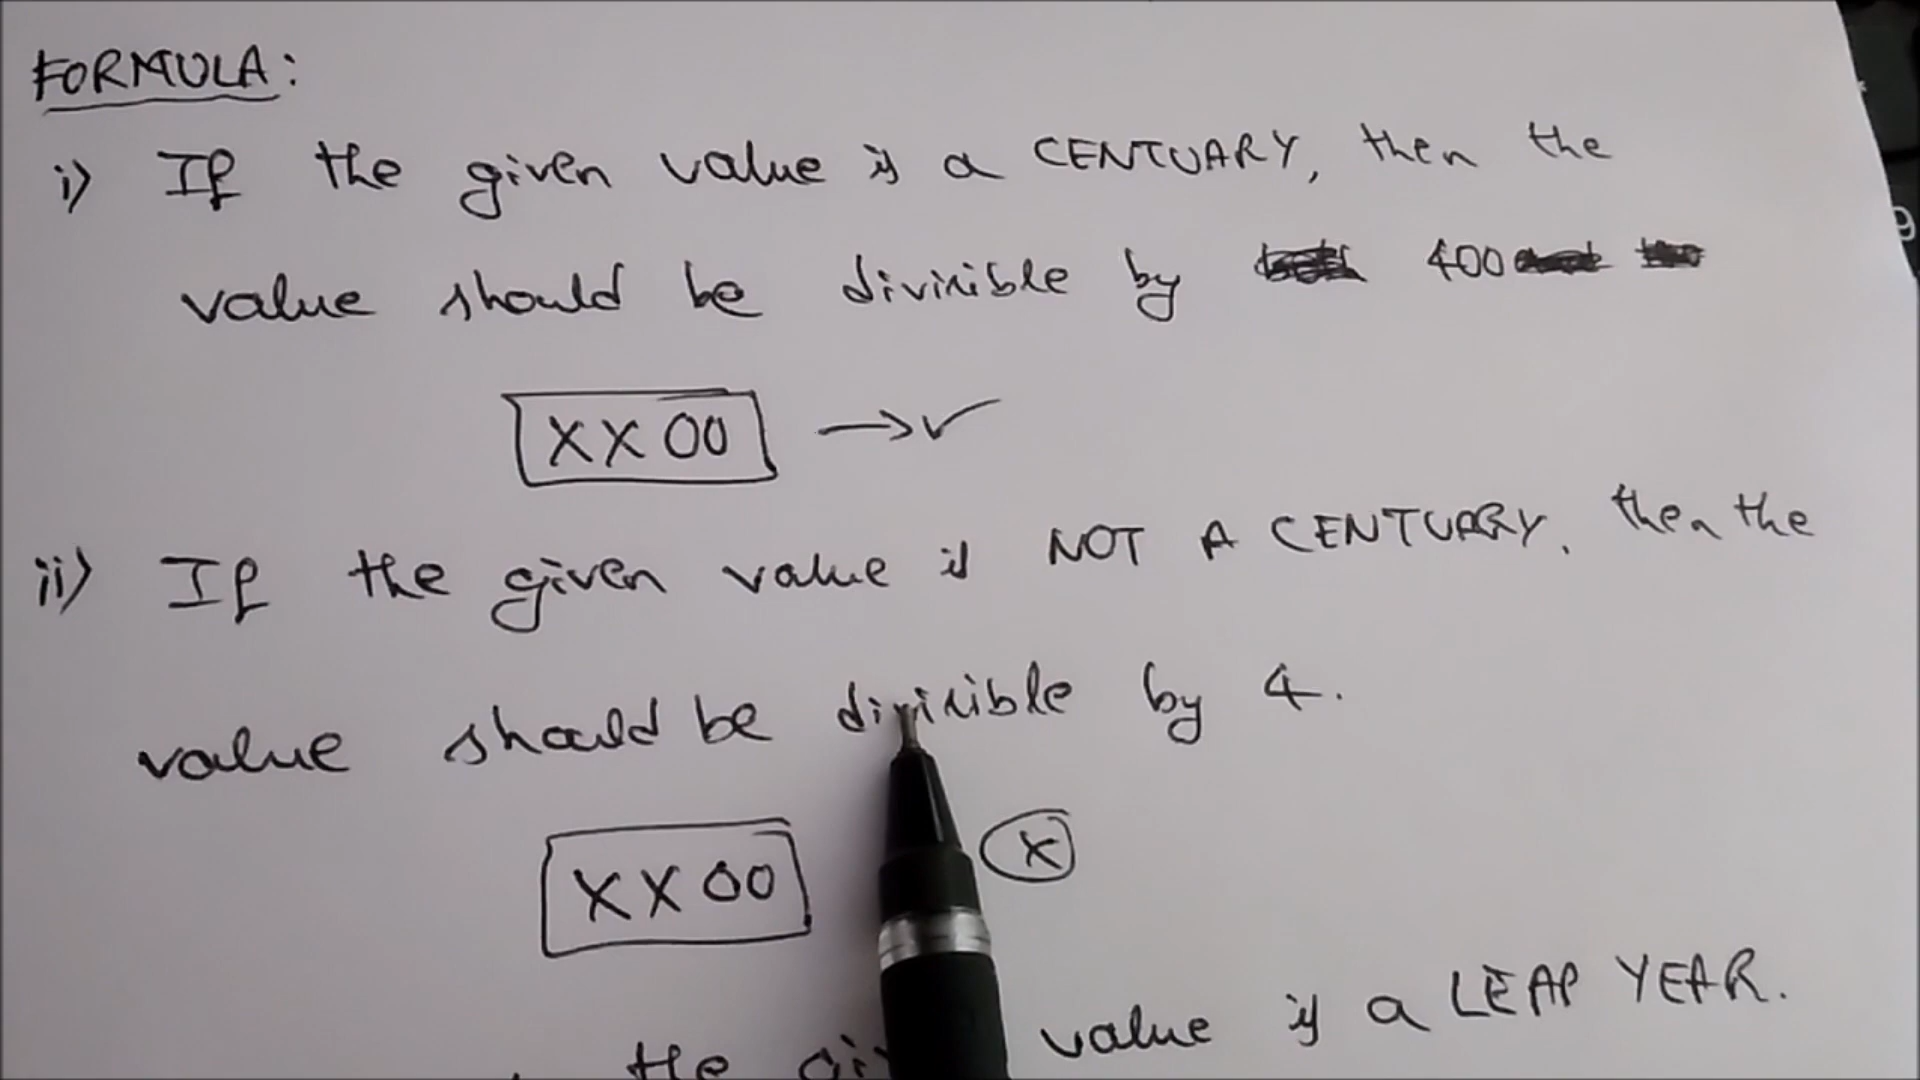 FORMULA:
i) If the given value is a CENTUARY, then the
value should be divisible by 400
XX00 → ✓
ii) If the given value is NOT A CENTUARY, then the
value should be divisible by 4.
XX00 X
the value is a LEAP YEAR.